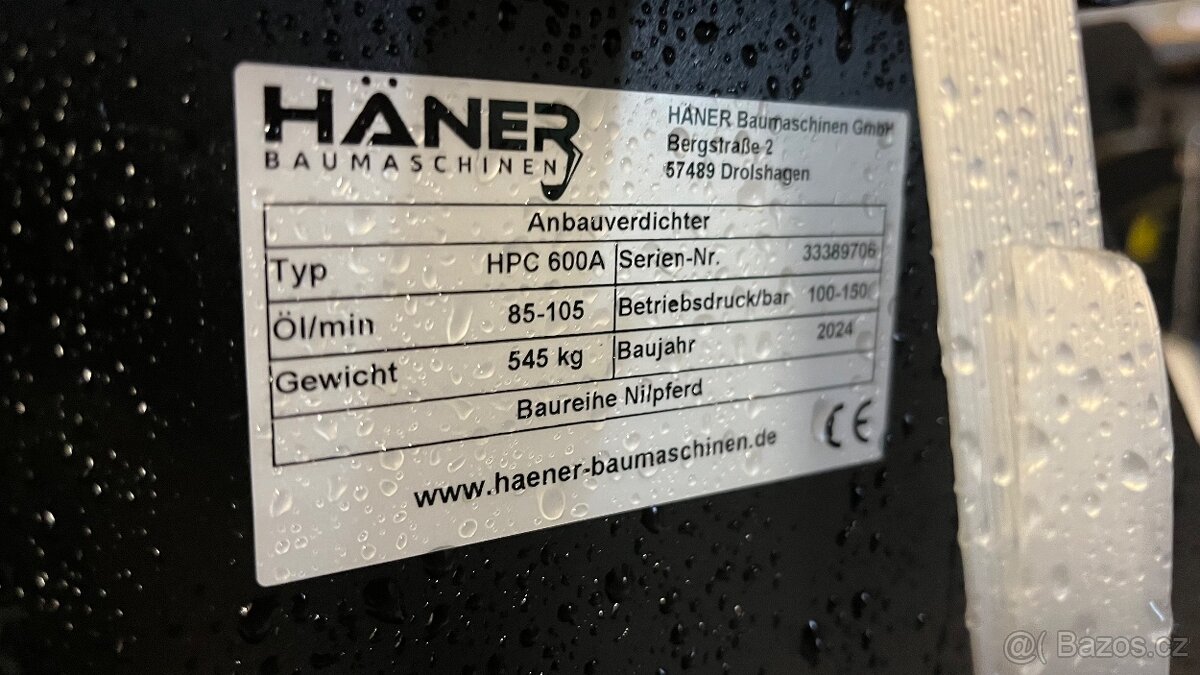 HÄNER
BAUMASCHINEN
HÄNER Baumaschinen GmbH
Bergstraße 2
57489 Drolshagen
Anbauverdichter
Typ HPC 600A Serien-Nr. 33389706
Öl/min 85-105 Betriebsdruck/bar 100-150
Gewicht 545 kg Baujahr 2024
Baureihe Nilpferd
www.haener-baumaschinen.de CE
@( Bazos.cz